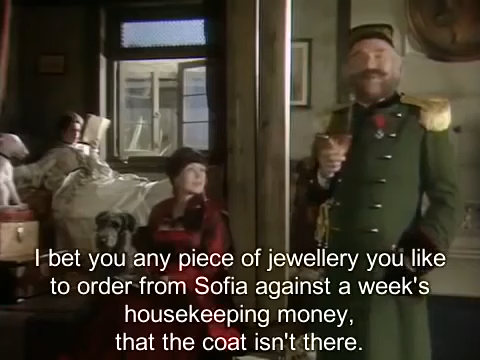 I bet you any piece of jewellery you like
to order from Sofia against a week's
housekeeping money,
that the coat isn't there.